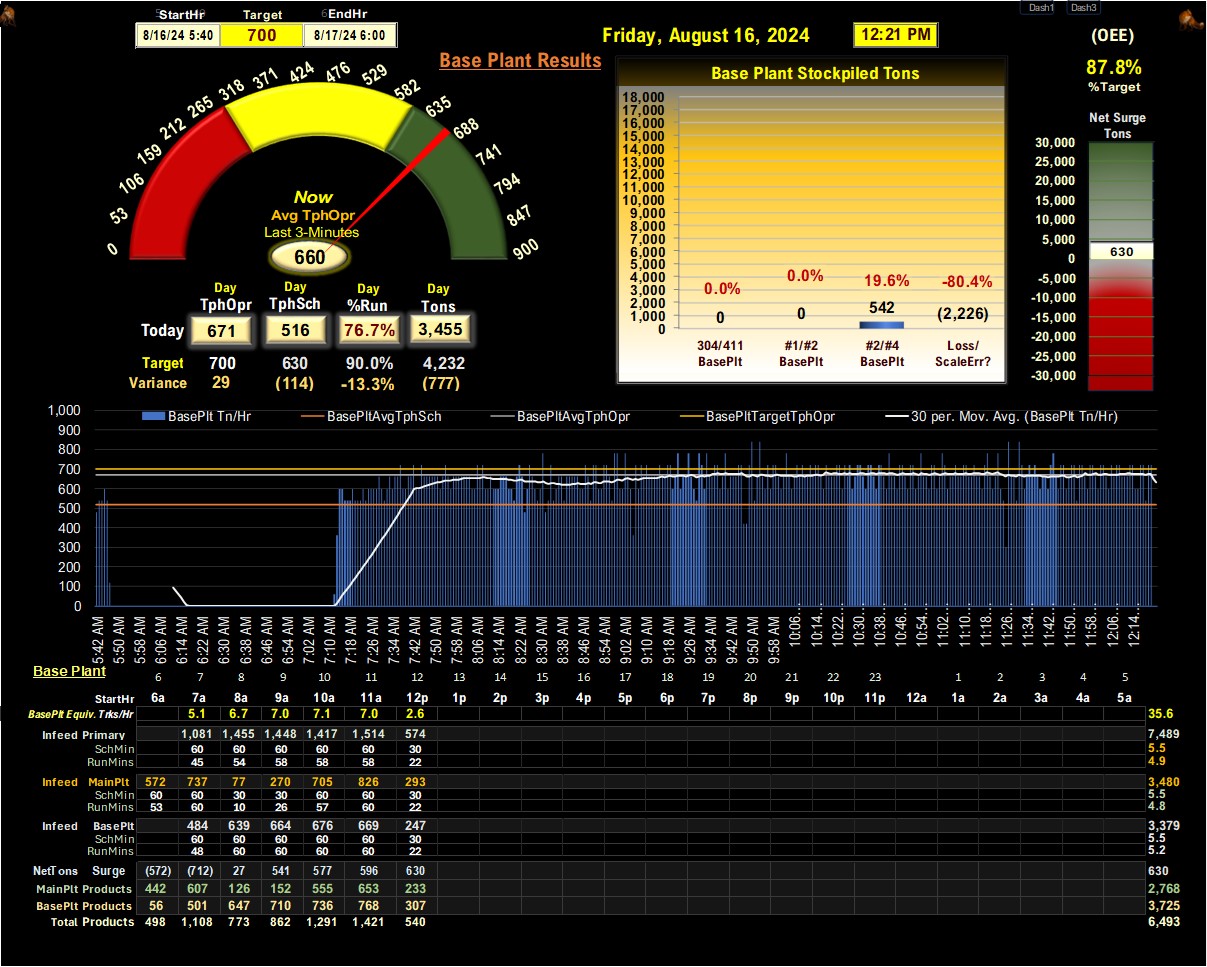 Dash1 Dash3
StartHr Target EndHr
8/16/24 5:40 700 8/17/24 6:00
Friday, August 16, 2024 12:21 PM
Base Plant Results
(OEE)
87.8%
%Target
0 53 106 159 212 265 318 371 424 476 529 582 635 688 741 794 847 900
Now
Avg TphOpr
Last 3-Minutes
660
Base Plant Stockpiled Tons
18,000
17,000
16,000
15,000
14,000
13,000
12,000
11,000
10,000
9,000
8,000
7,000
6,000
5,000
4,000
3,000
2,000
1,000
0
0.0% 0.0% 19.6% -80.4%
0 0 542 (2,226)
304/411 #1/#2 #2/#4 Loss/
BasePlt BasePlt BasePlt ScaleErr?
Net Surge
Tons
30,000
25,000
20,000
15,000
10,000
5,000
0
-5,000
-10,000
-15,000
-20,000
-25,000
-30,000
630
Day Day Day Day
TphOpr TphSch %Run Tons
Today 671 516 76.7% 3,455
Target 700 630 90.0% 4,232
Variance 29 (114) -13.3% (777)
BasePlt Tn/Hr BasePltAvgTphSch BasePltAvgTphOpr BasePltTargetTphOpr 30 per. Mov. Avg. (BasePlt Tn/Hr)
1,000
900
800
700
600
500
400
300
200
100
0
5:42 AM 5:50 AM 5:58 AM 6:06 AM 6:14 AM 6:22 AM 6:30 AM 6:38 AM 6:46 AM 6:54 AM 7:02 AM 7:10 AM 7:18 AM 7:26 AM 7:34 AM 7:42 AM 7:50 AM 7:58 AM 8:06 AM 8:14 AM 8:22 AM 8:30 AM 8:38 AM 8:46 AM 8:54 AM 9:02 AM 9:10 AM 9:18 AM 9:26 AM 9:34 AM 9:42 AM 9:50 AM 9:58 AM 10:06... 10:14... 10:22... 10:30... 10:38... 10:46... 10:54... 11:02... 11:10... 11:18... 11:26... 11:34... 11:42... 11:50... 11:58... 12:06... 12:14...
Base Plant 6 7 8 9 10 11 12 13 14 15 16 17 18 19 20 21 22 23 1 2 3 4 5
StartHr 6a 7a 8a 9a 10a 11a 12p 1p 2p 3p 4p 5p 6p 7p 8p 9p 10p 11p 12a 1a 2a 3a 4a 5a
BasePlt Equiv. Trks/Hr 5.1 6.7 7.0 7.1 7.0 2.6 35.6
Infeed Primary 1,081 1,455 1,448 1,417 1,514 574 7,489
SchMin 60 60 60 60 60 30 5.5
RunMins 45 54 58 58 58 22 4.9
Infeed MainPlt 572 737 77 270 705 826 293 3,480
SchMin 60 60 30 30 60 60 30 5.5
RunMins 53 60 10 26 57 60 22 4.8
Infeed BasePlt 484 639 664 676 669 247 3,379
SchMin 60 60 60 60 60 30 5.5
RunMins 48 60 60 60 60 22 5.2
NetTons Surge (572) (712) 27 541 577 596 630 630
MainPlt Products 442 607 126 152 555 653 233 2,768
BasePlt Products 56 501 647 710 736 768 307 3,725
Total Products 498 1,108 773 862 1,291 1,421 540 6,493